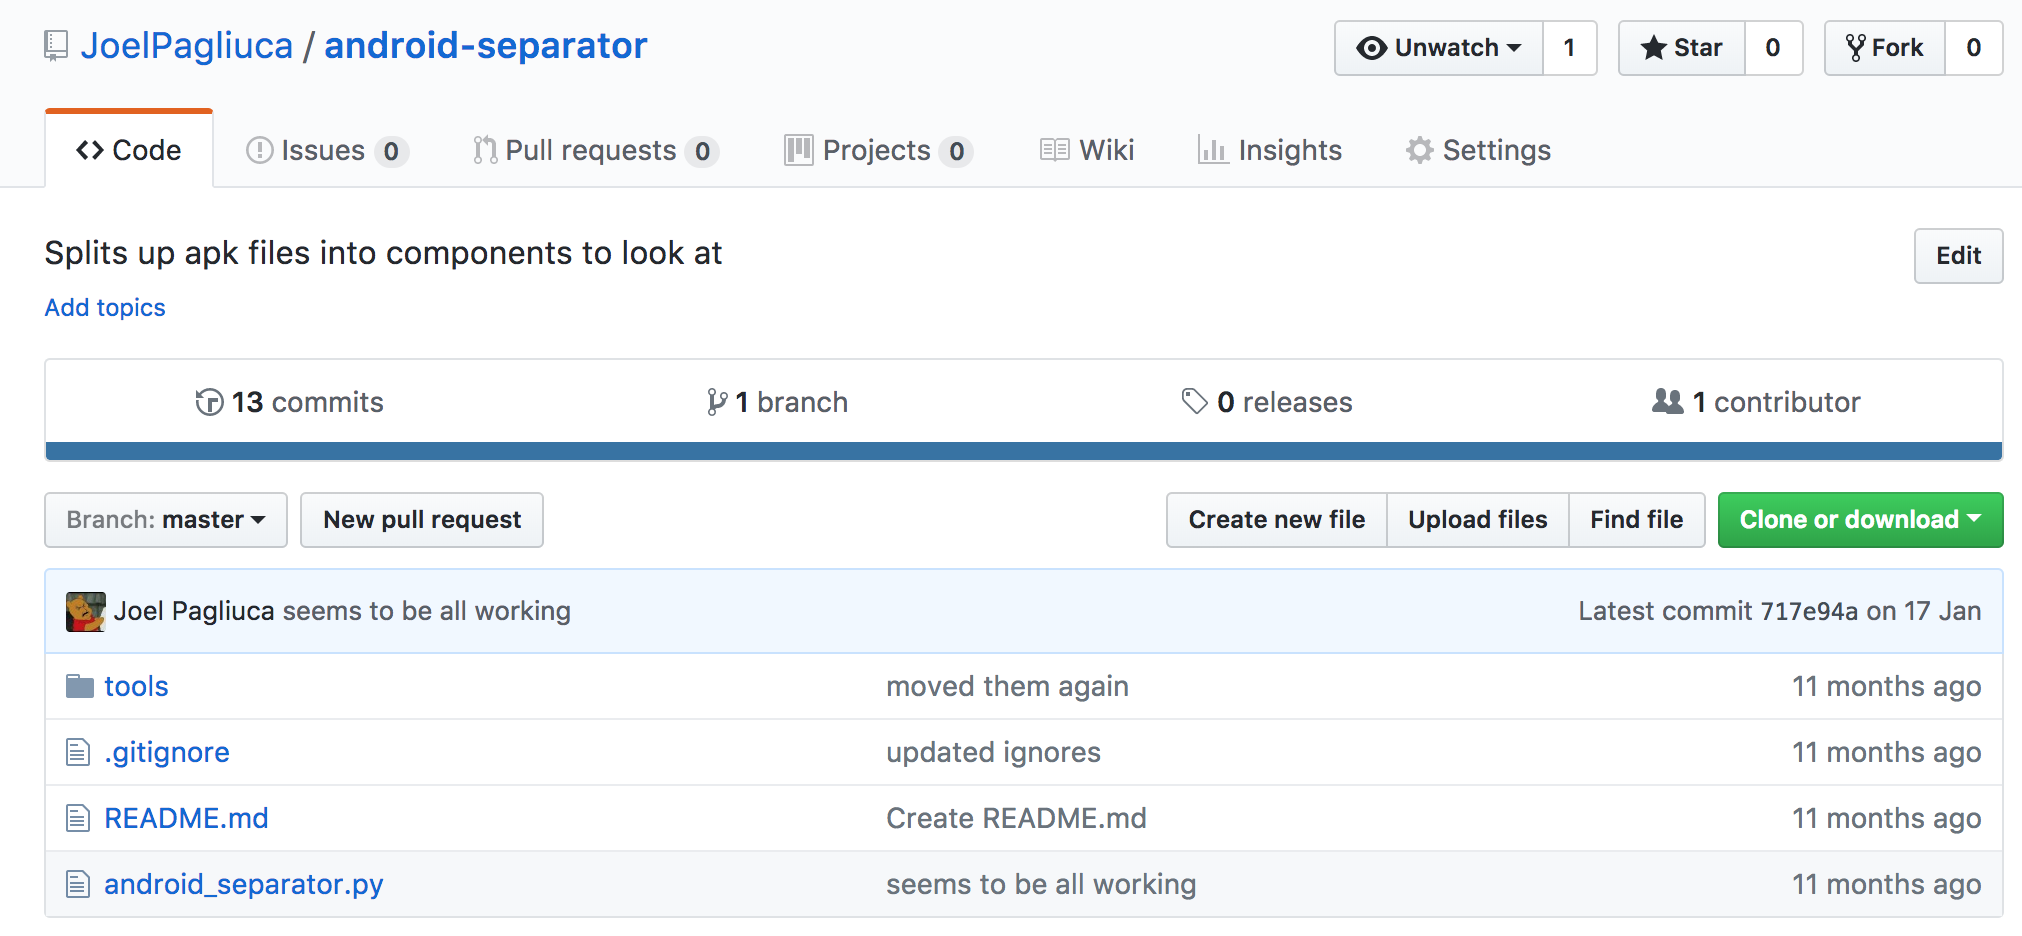 JoelPagliuca / android-separator
Unwatch 1 Star 0 Fork 0
Code Issues 0 Pull requests 0 Projects 0 Wiki Insights Settings
Splits up apk files into components to look at
Edit
Add topics
13 commits 1 branch 0 releases 1 contributor
Branch: master New pull request Create new file Upload files Find file Clone or download
Joel Pagliuca seems to be all working Latest commit 717e94a on 17 Jan
tools moved them again 11 months ago
.gitignore updated ignores 11 months ago
README.md Create README.md 11 months ago
android_separator.py seems to be all working 11 months ago